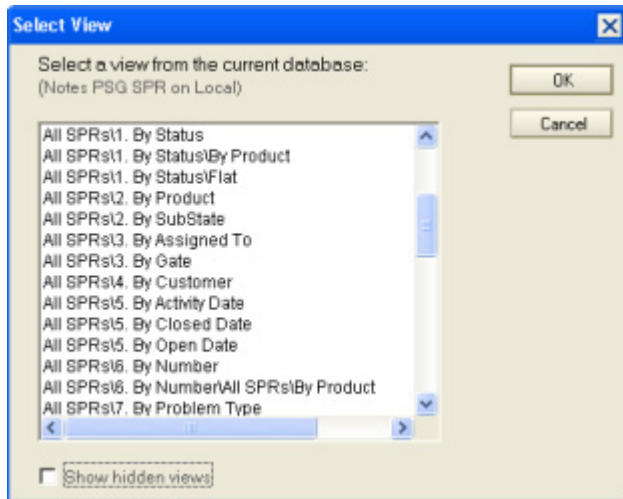 Select View
Select a view from the current database:
(Notes PSG SPR on Local)
OK
Cancel
All SPRs\1. By Status
All SPRs\1. By Status\By Product
All SPRs\1. By Status\Flat
All SPRs\2. By Product
All SPRs\2. By SubState
All SPRs\3. By Assigned To
All SPRs\3. By Gate
All SPRs\4. By Customer
All SPRs\5. By Activity Date
All SPRs\5. By Closed Date
All SPRs\5. By Open Date
All SPRs\6. By Number
All SPRs\6. By Number\All SPRs\By Product
All SPRs\7. By Problem Type
Show hidden views